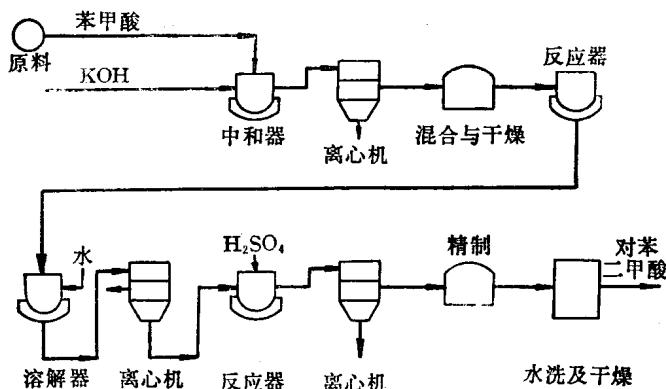 苯甲酸
原料
KOH
中和器
离心机
混合与干燥
反应器
水
溶解器
离心机
H₂SO₄
反应器
离心机
精制
水洗及干燥
对苯
二甲酸